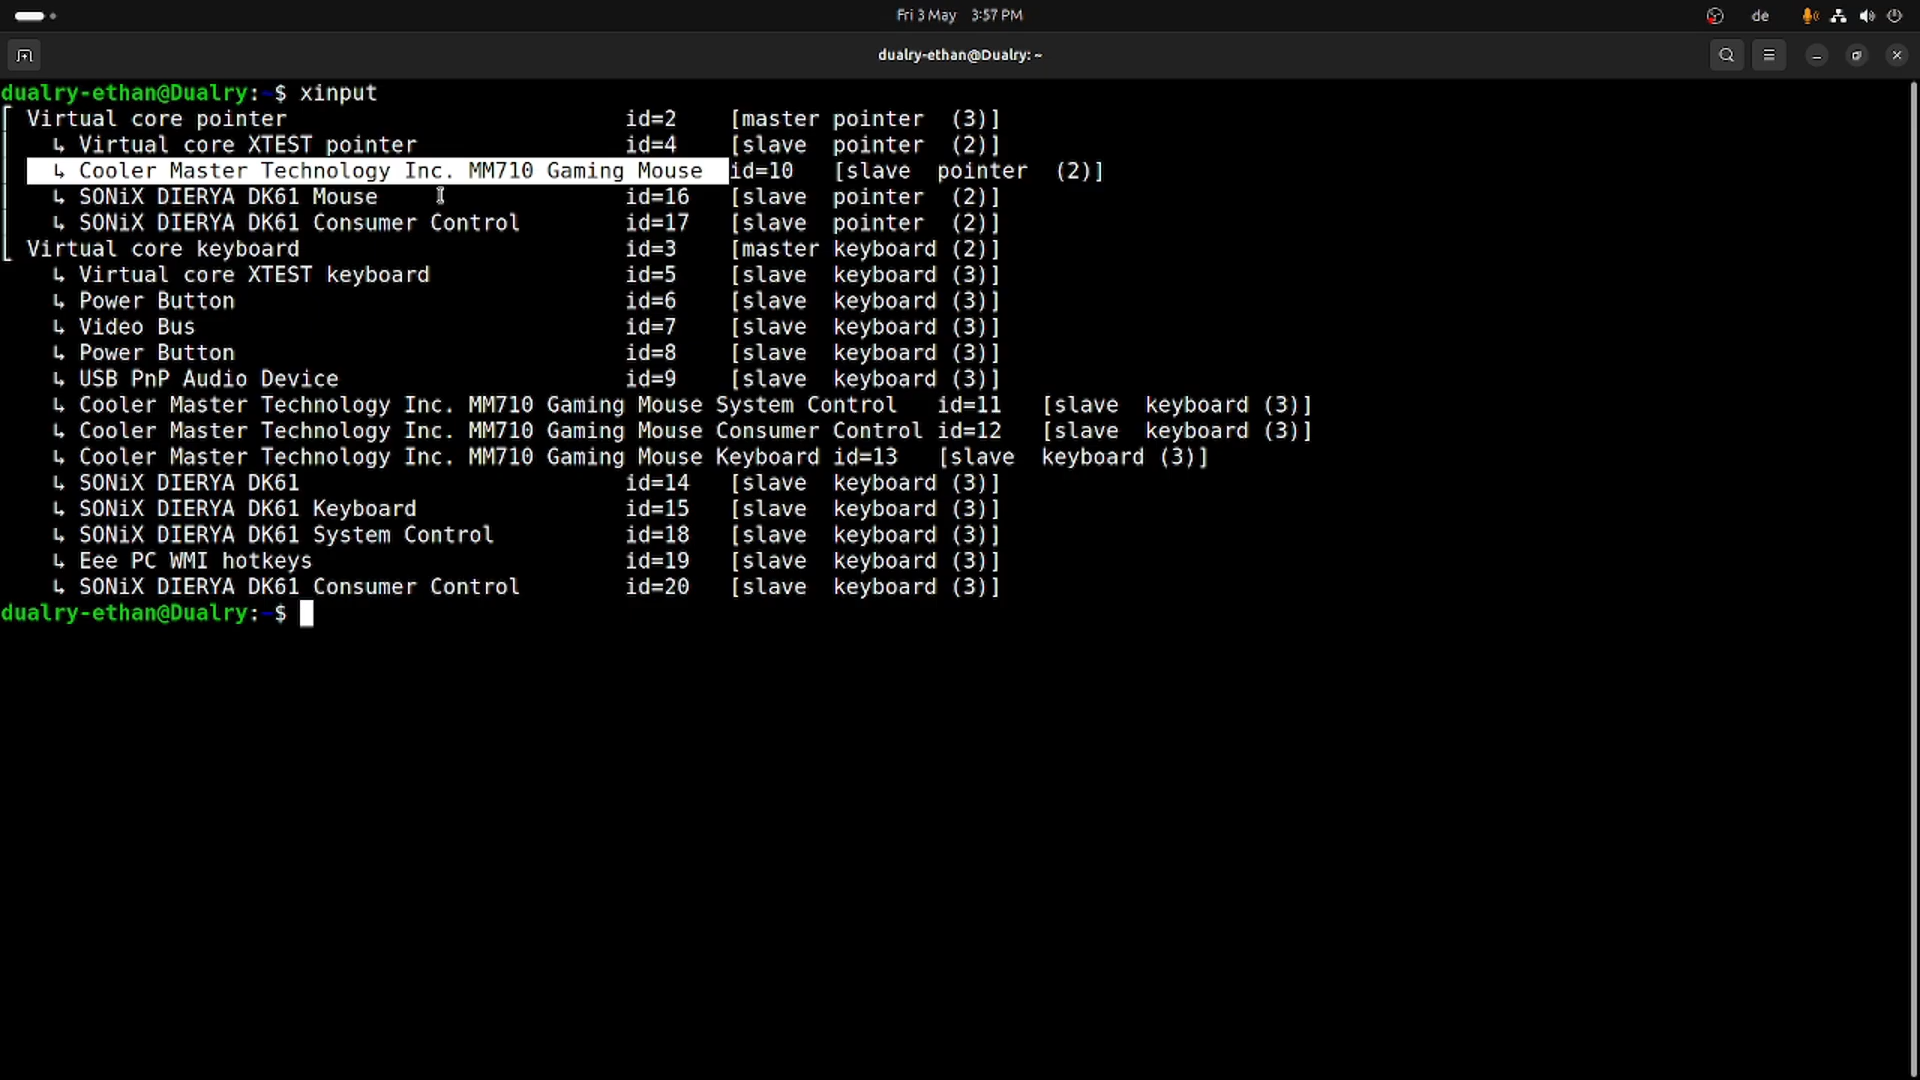 Fri 3 May 3:57 PM
de
dualry-ethan@Dualry: ~
dualry-ethan@Dualry:~$ xinput
⎡ Virtual core pointer id=2 [master pointer (3)]
⎜ ↳ Virtual core XTEST pointer id=4 [slave pointer (2)]
⎜ ↳ Cooler Master Technology Inc. MM710 Gaming Mouse id=10 [slave pointer (2)]
⎜ ↳ SONiX DIERYA DK61 Mouse id=16 [slave pointer (2)]
⎜ ↳ SONiX DIERYA DK61 Consumer Control id=17 [slave pointer (2)]
⎣ Virtual core keyboard id=3 [master keyboard (2)]
↳ Virtual core XTEST keyboard id=5 [slave keyboard (3)]
↳ Power Button id=6 [slave keyboard (3)]
↳ Video Bus id=7 [slave keyboard (3)]
↳ Power Button id=8 [slave keyboard (3)]
↳ USB PnP Audio Device id=9 [slave keyboard (3)]
↳ Cooler Master Technology Inc. MM710 Gaming Mouse System Control id=11 [slave keyboard (3)]
↳ Cooler Master Technology Inc. MM710 Gaming Mouse Consumer Control id=12 [slave keyboard (3)]
↳ Cooler Master Technology Inc. MM710 Gaming Mouse Keyboard id=13 [slave keyboard (3)]
↳ SONiX DIERYA DK61 id=14 [slave keyboard (3)]
↳ SONiX DIERYA DK61 Keyboard id=15 [slave keyboard (3)]
↳ SONiX DIERYA DK61 System Control id=18 [slave keyboard (3)]
↳ Eee PC WMI hotkeys id=19 [slave keyboard (3)]
↳ SONiX DIERYA DK61 Consumer Control id=20 [slave keyboard (3)]
dualry-ethan@Dualry:~$